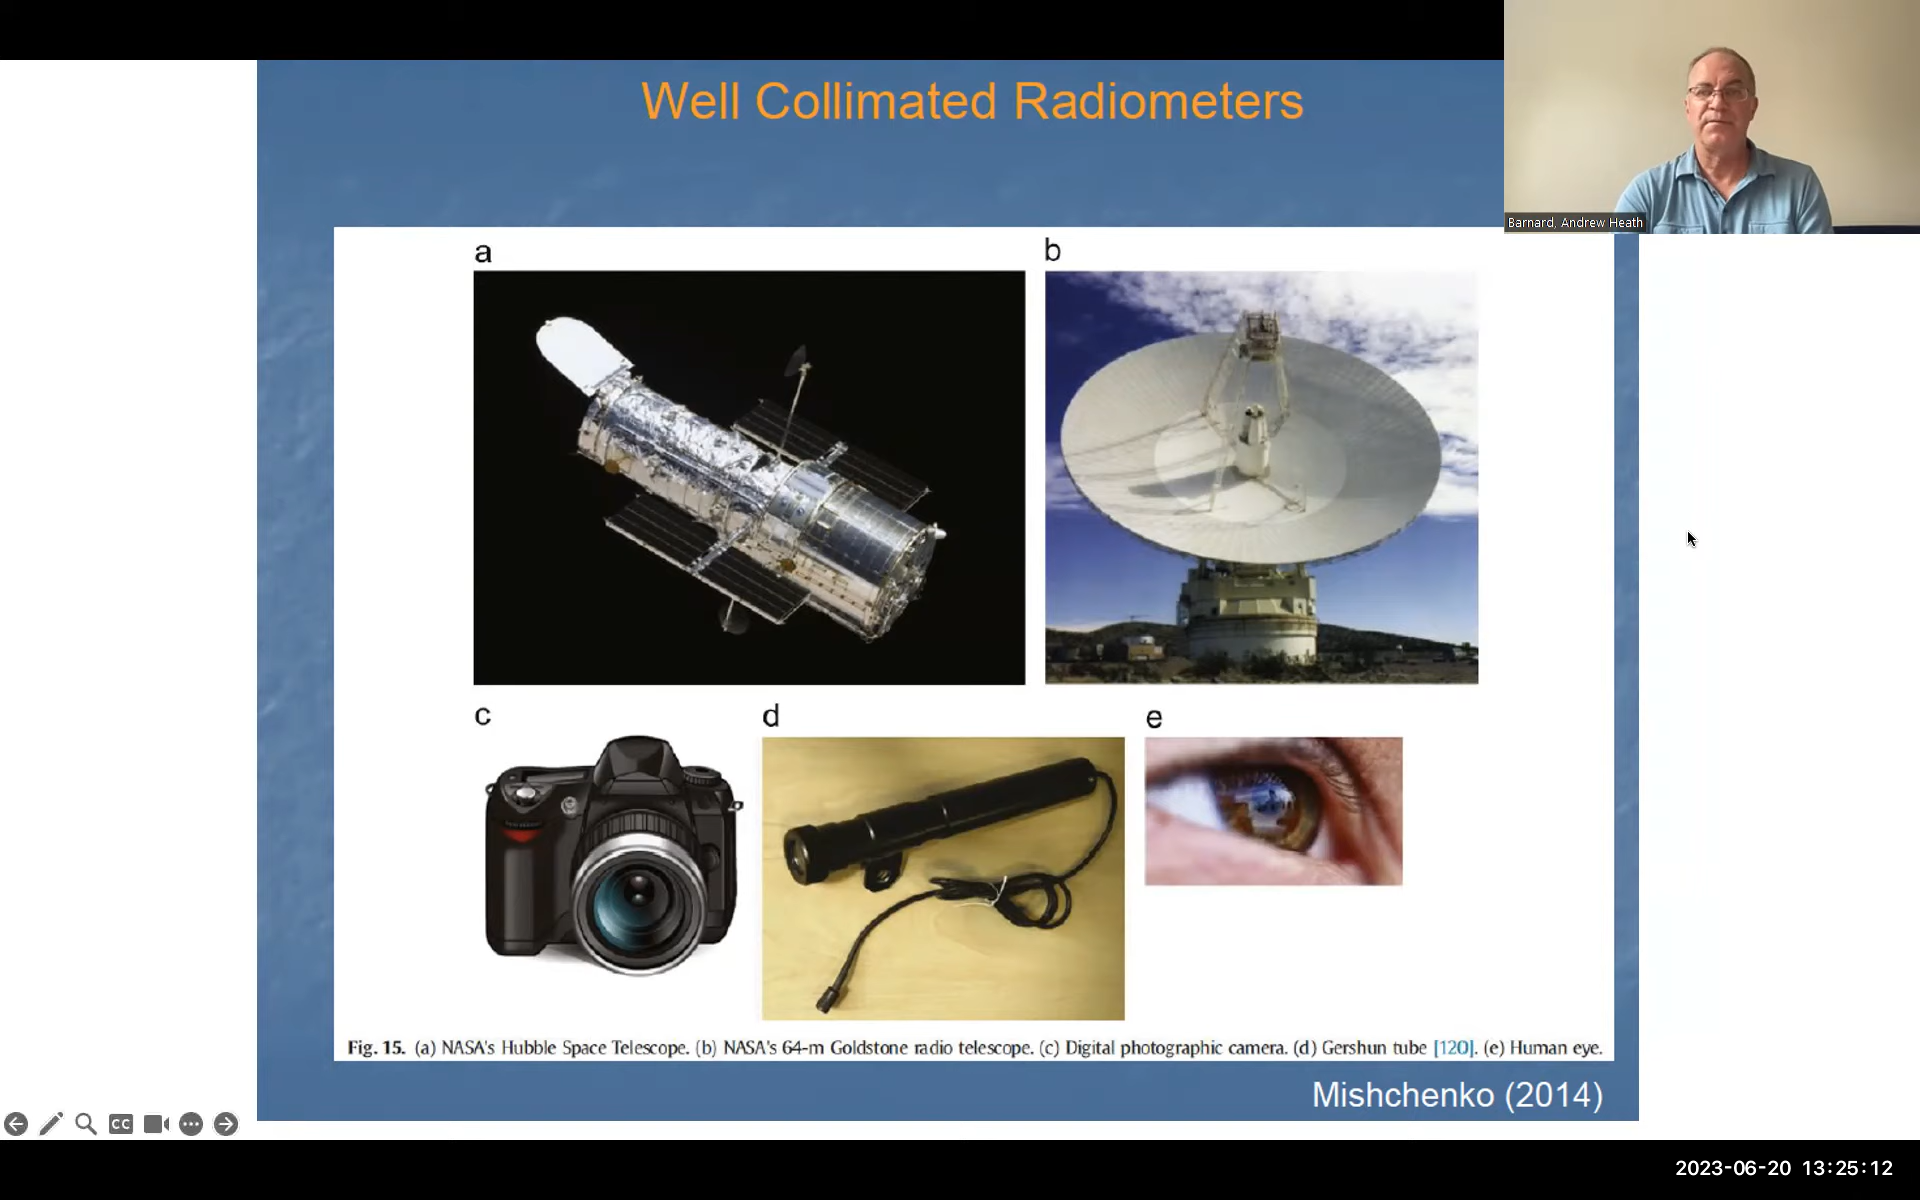 Well Collimated Radiometers
Barnard, Andrew Heath
a
b
c
d
e
Fig. 15. (a) NASA's Hubble Space Telescope. (b) NASA's 64-m Goldstone radio telescope. (c) Digital photographic camera. (d) Gershun tube [120]. (e) Human eye.
Mishchenko (2014)
CC
2023-06-20 13:25:12